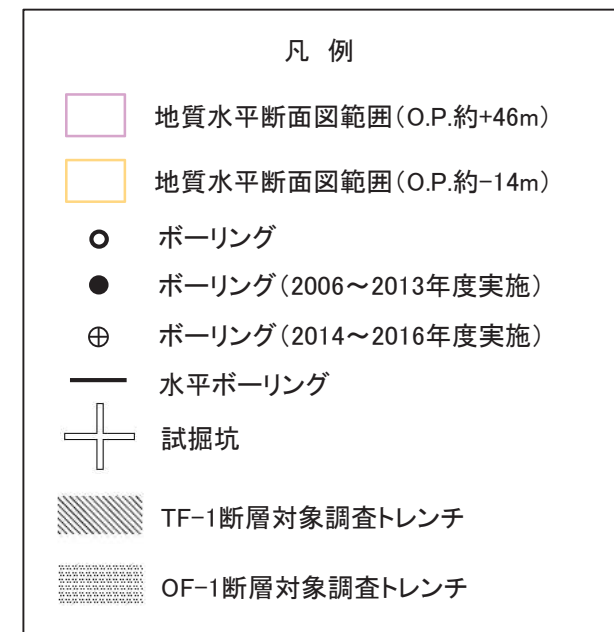 凡 例
地質水平断面図範囲(O.P.約+46m)
地質水平断面図範囲(O.P.約-14m)
ボーリング
ボーリング(2006~2013年度実施)
ボーリング(2014~2016年度実施)
水平ボーリング
試掘坑
TF-1断層対象調査トレンチ
OF-1断層対象調査トレンチ